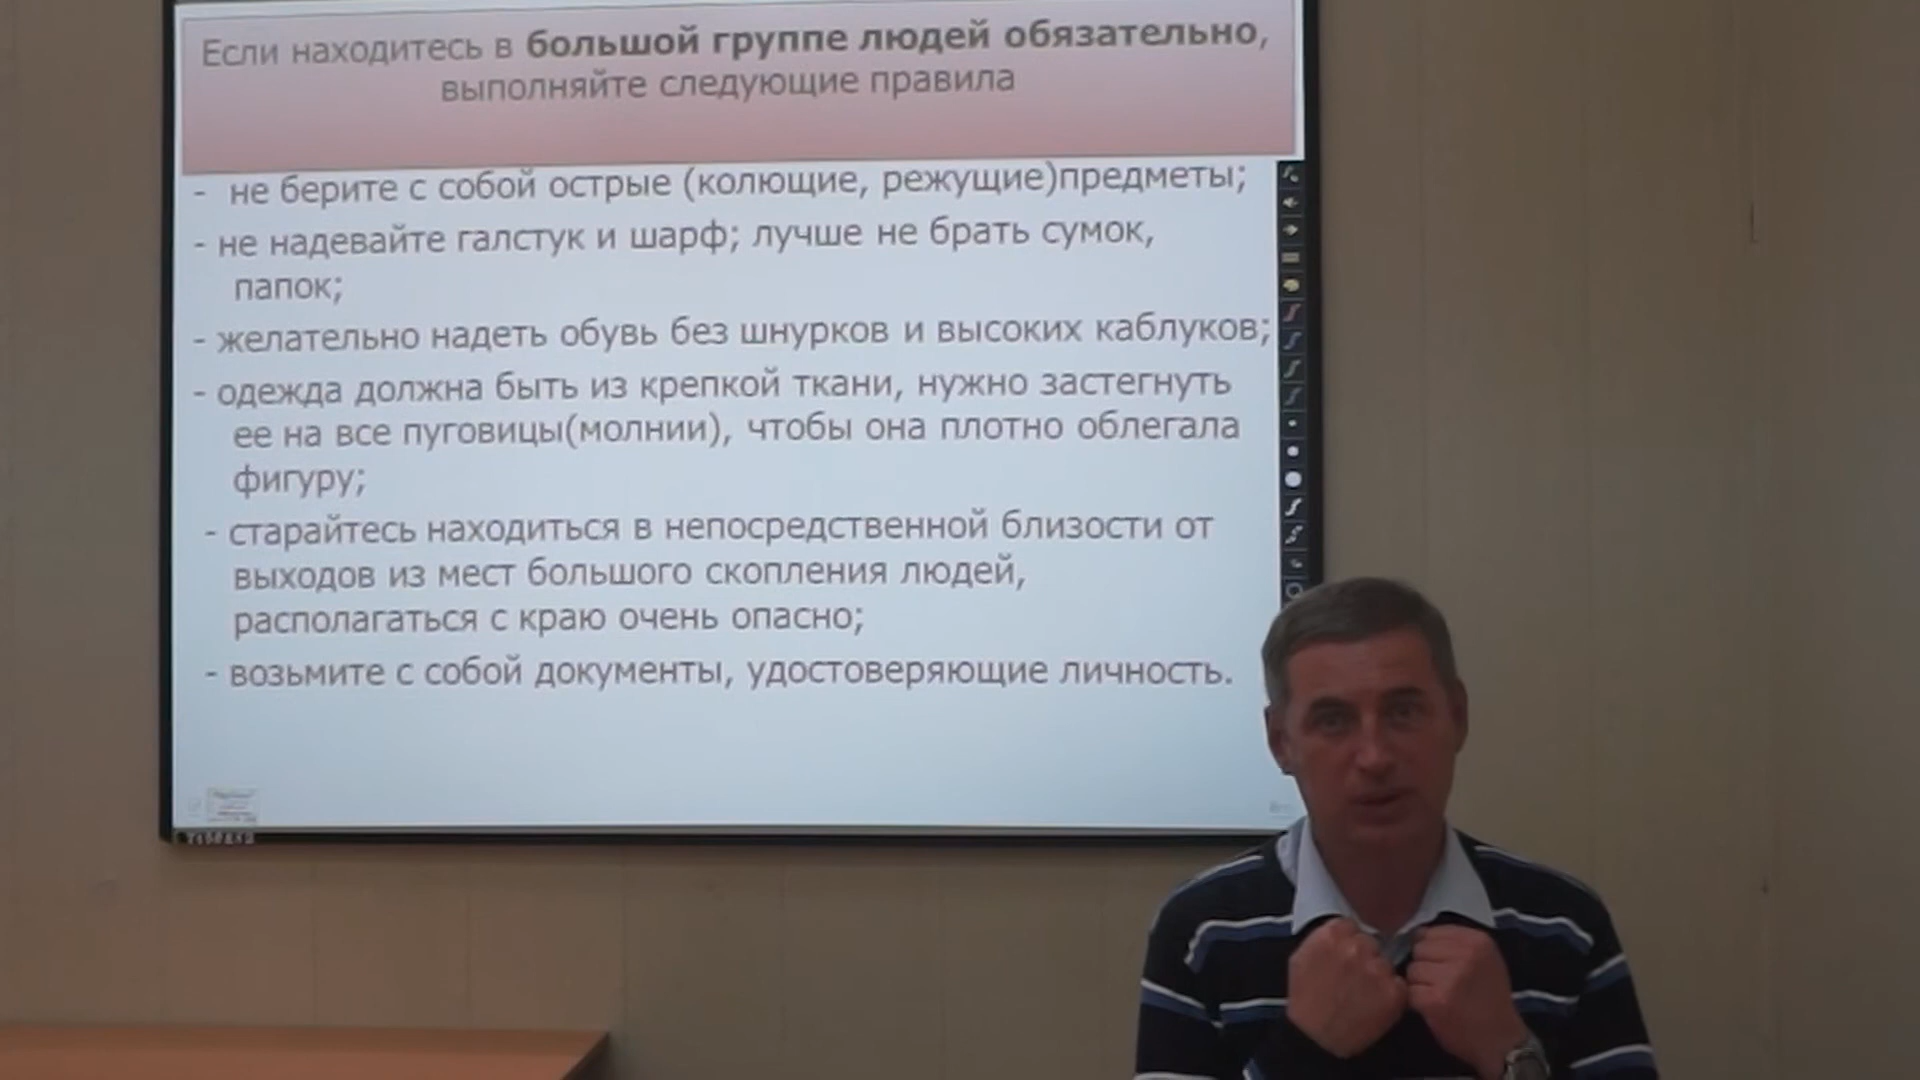 Если находитесь в большой группе людей обязательно,
выполняйте следующие правила
- не берите с собой острые (колющие, режущие)предметы;
- не надевайте галстук и шарф; лучше не брать сумок,
папок;
- желательно надеть обувь без шнурков и высоких каблуков;
- одежда должна быть из крепкой ткани, нужно застегнуть
ее на все пуговицы(молнии), чтобы она плотно облегала
фигуру;
- старайтесь находиться в непосредственной близости от
выходов из мест большого скопления людей,
располагаться с краю очень опасно;
- возьмите с собой документы, удостоверяющие личность.